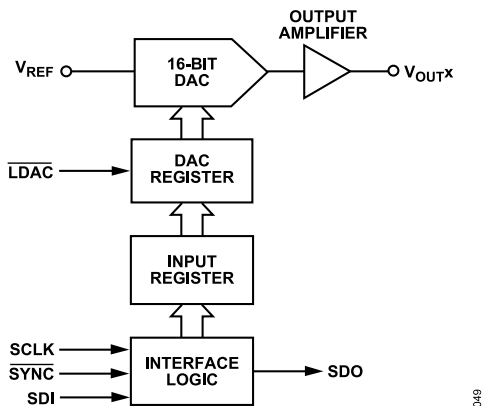 OUTPUT
AMPLIFIER
VREF
16-BIT
DAC
VOUTx
LDAC
DAC
REGISTER
INPUT
REGISTER
SCLK
SYNC
SDI
INTERFACE
LOGIC
SDO
049